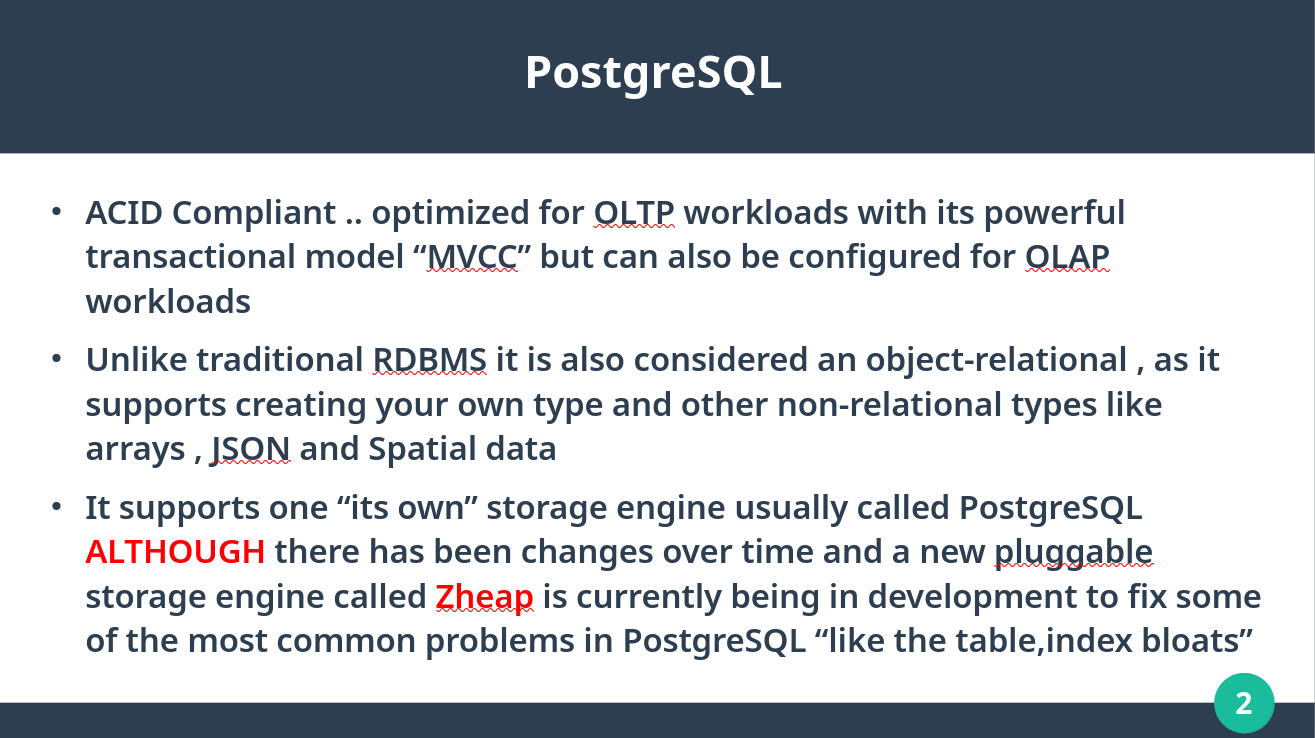 PostgreSQL
• ACID Compliant .. optimized for OLTP workloads with its powerful
transactional model “MVCC” but can also be configured for OLAP
workloads
• Unlike traditional RDBMS it is also considered an object-relational , as it
supports creating your own type and other non-relational types like
arrays , JSON and Spatial data
• It supports one “its own” storage engine usually called PostgreSQL
ALTHOUGH there has been changes over time and a new pluggable
storage engine called Zheap is currently being in development to fix some
of the most common problems in PostgreSQL “like the table,index bloats”
2